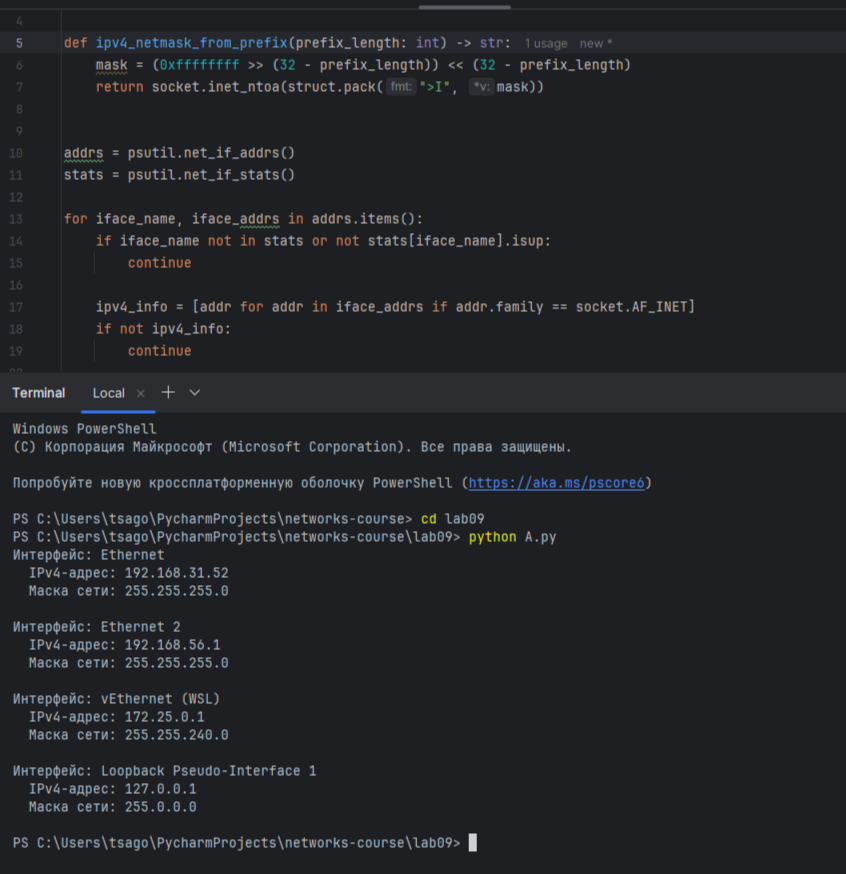 4
5 def ipv4_netmask_from_prefix(prefix_length: int) -> str: 1 usage new *
6 mask = (0xffffffff >> (32 - prefix_length)) << (32 - prefix_length)
7 return socket.inet_ntoa(struct.pack( fmt: ">I", *v: mask))
8
9
10 addrs = psutil.net_if_addrs()
11 stats = psutil.net_if_stats()
12
13 for iface_name, iface_addrs in addrs.items():
14 if iface_name not in stats or not stats[iface_name].isup:
15 continue
16
17 ipv4_info = [addr for addr in iface_addrs if addr.family == socket.AF_INET]
18 if not ipv4_info:
19 continue
Terminal Local × + ∨
Windows PowerShell
(C) Корпорация Майкрософт (Microsoft Corporation). Все права защищены.
Попробуйте новую кроссплатформенную оболочку PowerShell (https://aka.ms/pscore6)
PS C:\Users\tsago\PycharmProjects\networks-course> cd lab09
PS C:\Users\tsago\PycharmProjects\networks-course\lab09> python A.py
Интерфейс: Ethernet
IPv4-адрес: 192.168.31.52
Маска сети: 255.255.255.0
Интерфейс: Ethernet 2
IPv4-адрес: 192.168.56.1
Маска сети: 255.255.255.0
Интерфейс: vEthernet (WSL)
IPv4-адрес: 172.25.0.1
Маска сети: 255.255.240.0
Интерфейс: Loopback Pseudo-Interface 1
IPv4-адрес: 127.0.0.1
Маска сети: 255.0.0.0
PS C:\Users\tsago\PycharmProjects\networks-course\lab09>